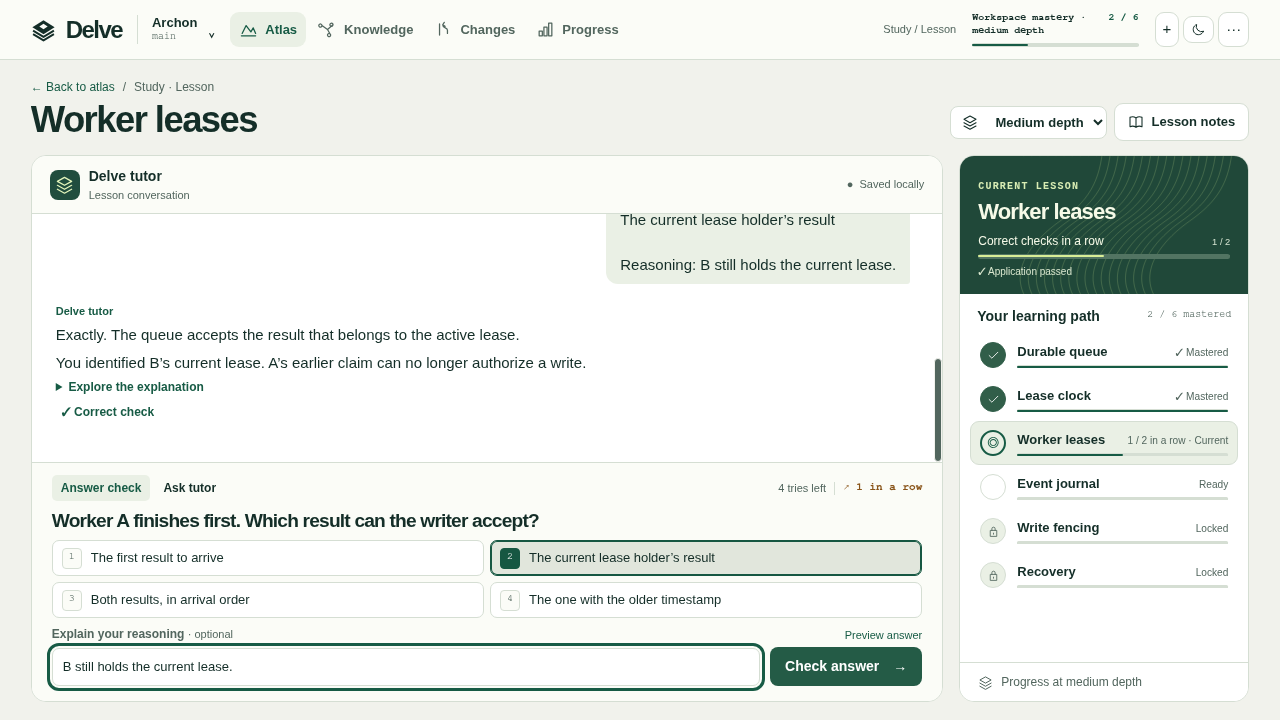 Delve
Archon
main
Atlas
Knowledge
Changes
Progress
Study / Lesson
Workspace mastery · 2 / 6
medium depth
+
···
← Back to atlas / Study · Lesson
Worker leases
Medium depth
Lesson notes
Delve tutor
Lesson conversation
● Saved locally
The current lease holder’s result
Reasoning: B still holds the current lease.
Delve tutor
Exactly. The queue accepts the result that belongs to the active lease.
You identified B’s current lease. A’s earlier claim can no longer authorize a write.
▶ Explore the explanation
✓ Correct check
Answer check
Ask tutor
4 tries left
↗ 1 in a row
Worker A finishes first. Which result can the writer accept?
1 The first result to arrive
2 The current lease holder’s result
3 Both results, in arrival order
4 The one with the older timestamp
Explain your reasoning · optional
Preview answer
B still holds the current lease.
Check answer →
CURRENT LESSON
Worker leases
Correct checks in a row 1 / 2
✓ Application passed
Your learning path 2 / 6 mastered
Durable queue ✓ Mastered
Lease clock ✓ Mastered
Worker leases 1 / 2 in a row · Current
Event journal Ready
Write fencing Locked
Recovery Locked
Progress at medium depth